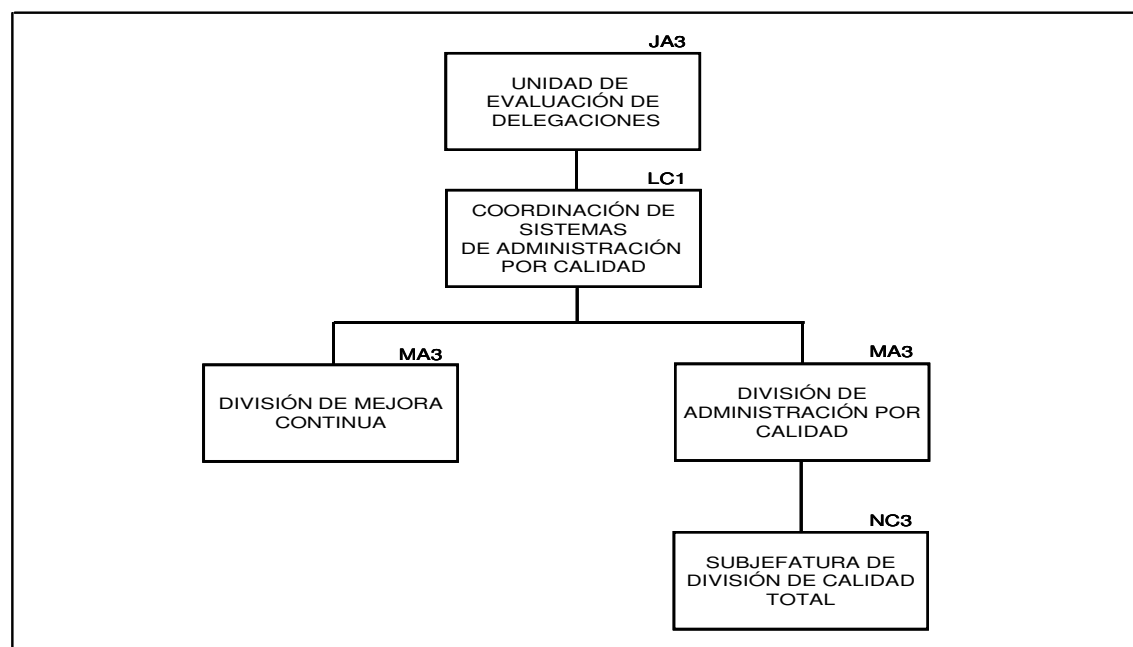 JA3
UNIDAD DE
EVALUACIÓN DE
DELEGACIONES
LC1
COORDINACIÓN DE
SISTEMAS
DE ADMINISTRACIÓN
POR CALIDAD
MA3
DIVISIÓN DE MEJORA
CONTINUA
MA3
DIVISIÓN DE
ADMINISTRACIÓN POR
CALIDAD
NC3
SUBJEFATURA DE
DIVISIÓN DE CALIDAD
TOTAL